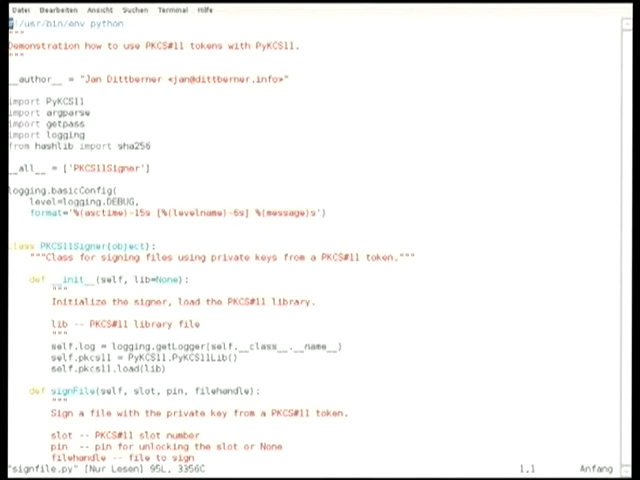 Datei Bearbeiten Ansicht Suchen Terminal Hilfe
#!/usr/bin/env python
"""
Demonstration how to use PKCS#11 tokens with PyKCS11.
"""
__author__ = "Jan Dittberner <jan@dittberner.info>"
import PyKCS11
import argparse
import getpass
import logging
from hashlib import sha256
__all__ = ['PKCS11Signer']
logging.basicConfig(
level=logging.DEBUG,
format='%(asctime)-15s [%(levelname)-6s] %(message)s')
class PKCS11Signer(object):
"""Class for signing files using private keys from a PKCS#11 token."""
def __init__(self, lib=None):
"""
Initialize the signer, load the PKCS#11 library.
lib -- PKCS#11 library file
"""
self.log = logging.getLogger(self.__class__.__name__)
self.pkcs11 = PyKCS11.PyKCS11Lib()
self.pkcs11.load(lib)
def signFile(self, slot, pin, filehandle):
"""
Sign a file with the private key from a PKCS#11 token.
slot -- PKCS#11 slot number
pin -- pin for unlocking the slot or None
filehandle -- file to sign
"signfile.py" [Nur Lesen] 95L, 3356C 1,1 Anfang